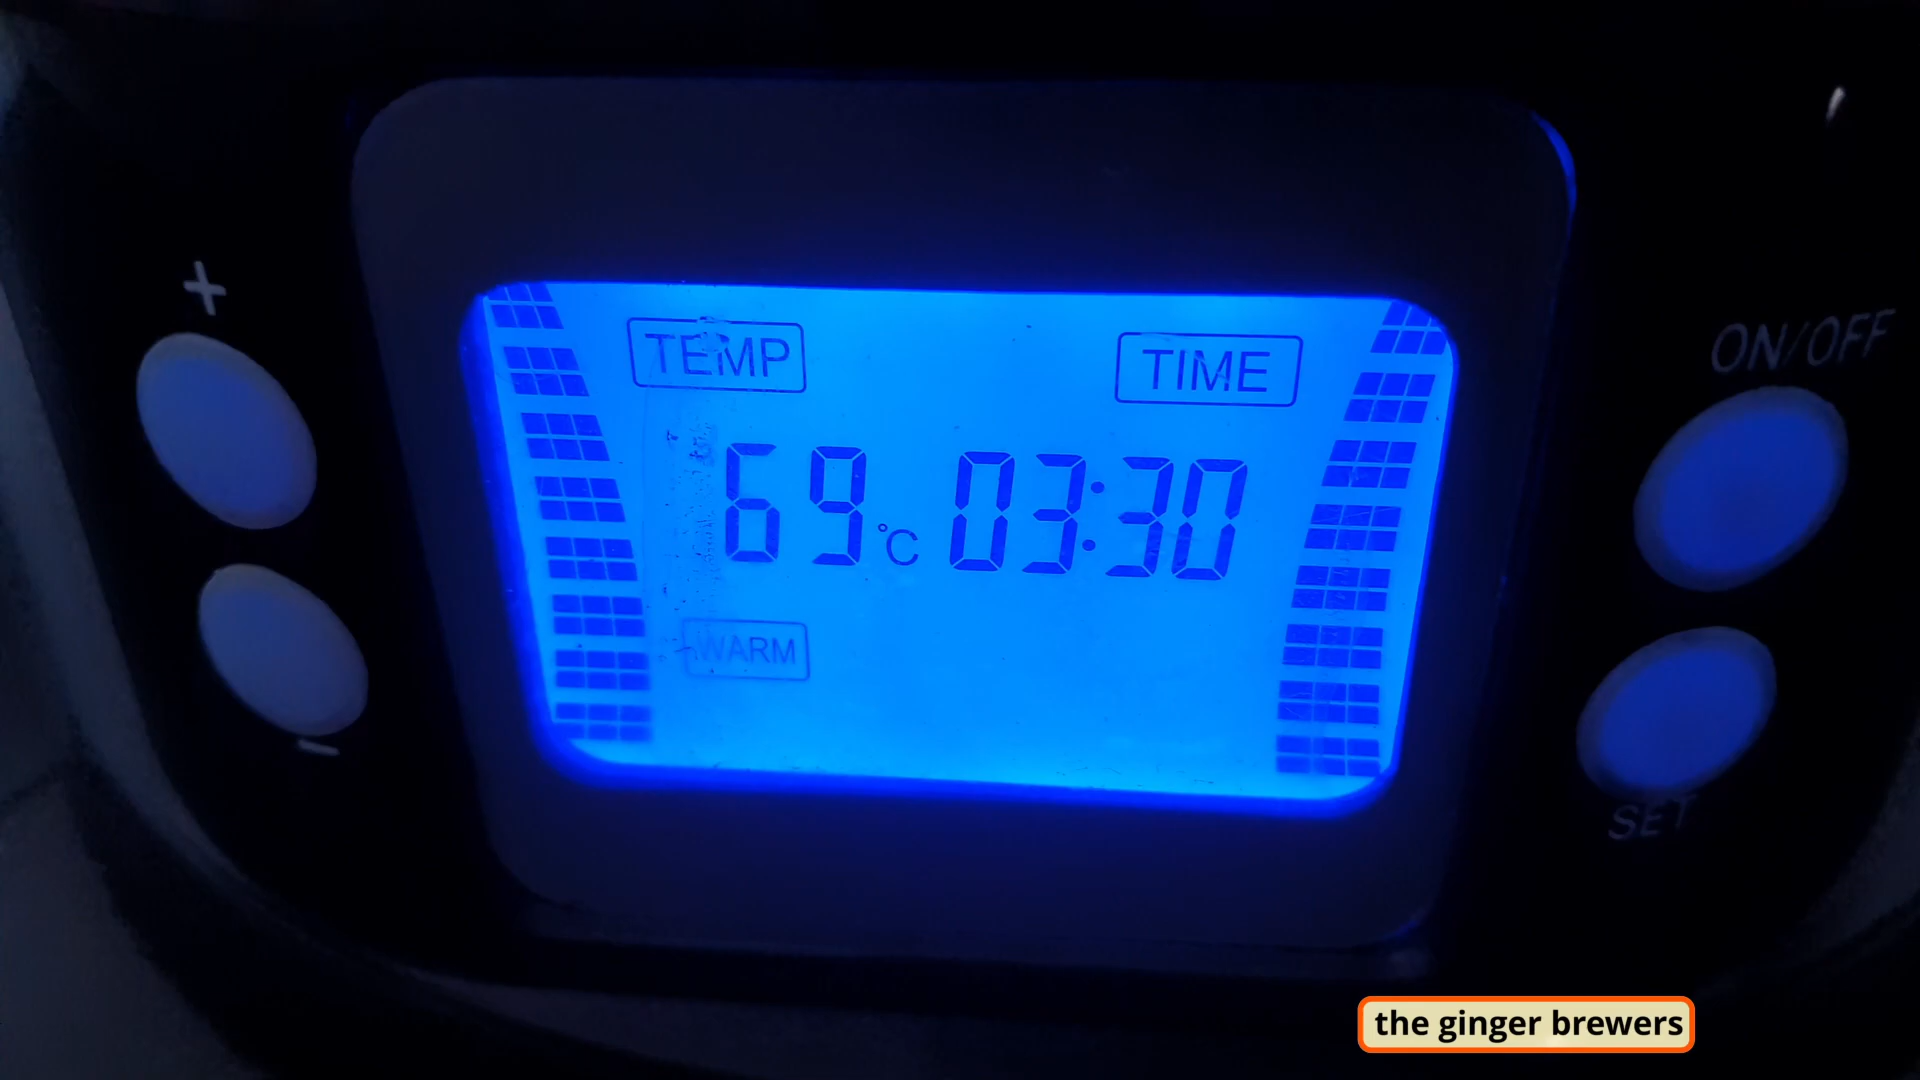 +
ON/OFF
TEMP
TIME
69 °C 03:30
WARM
-
SET
the ginger brewers